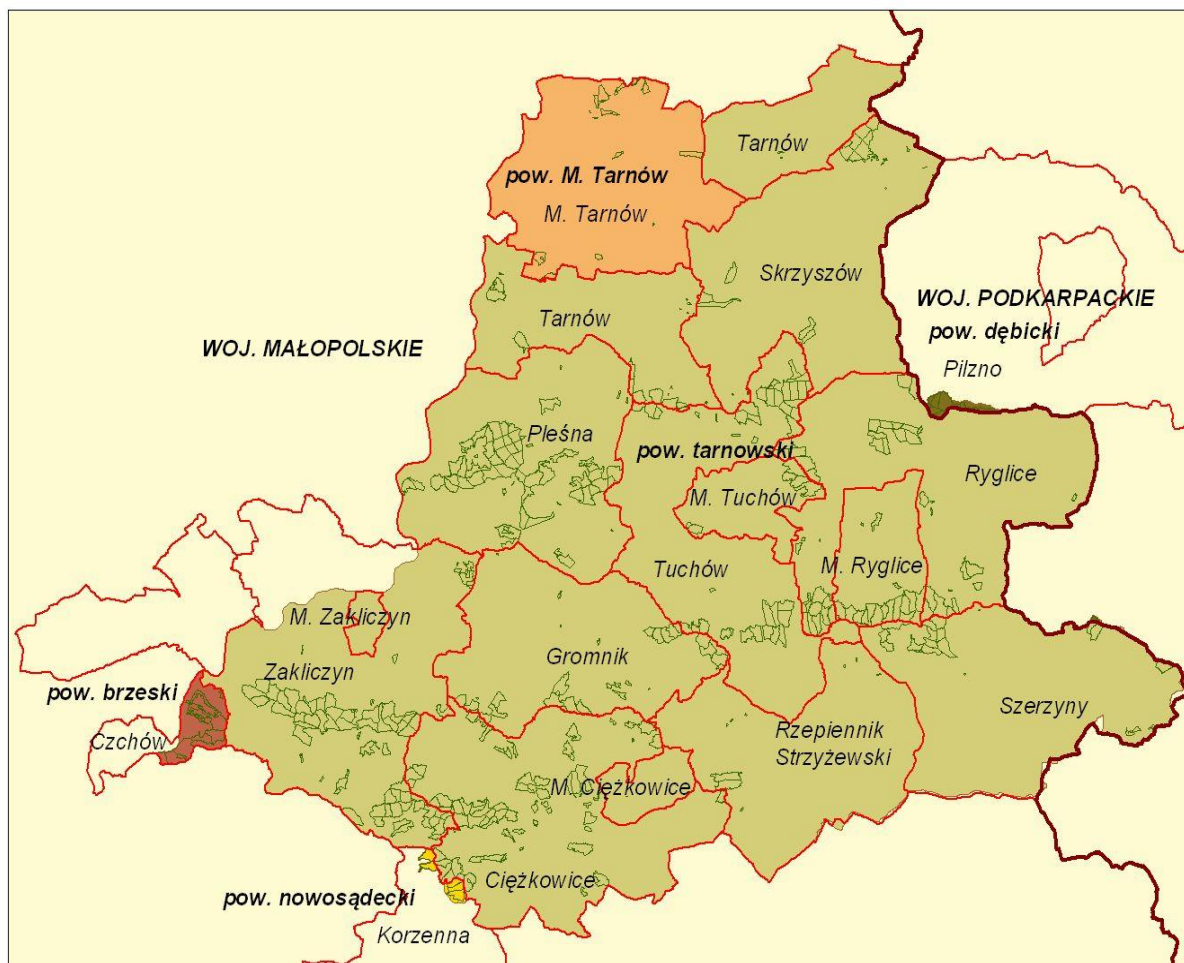 Tarnów
pow. M. Tarnów
M. Tarnów
Skrzyszów
WOJ. PODKARPACKIE
pow. dębicki
Pilzno
Tarnów
WOJ. MAŁOPOLSKIE
Pleśna
pow. tarnowski
Ryglice
M. Tuchów
Tuchów
M. Ryglice
M. Zakliczyn
Gromnik
Zakliczyn
pow. brzeski
Czchów
Szerzyny
Rzepiennik
Strzyżewski
M. Ciężkowice
Ciężkowice
pow. nowosądecki
Korzenna